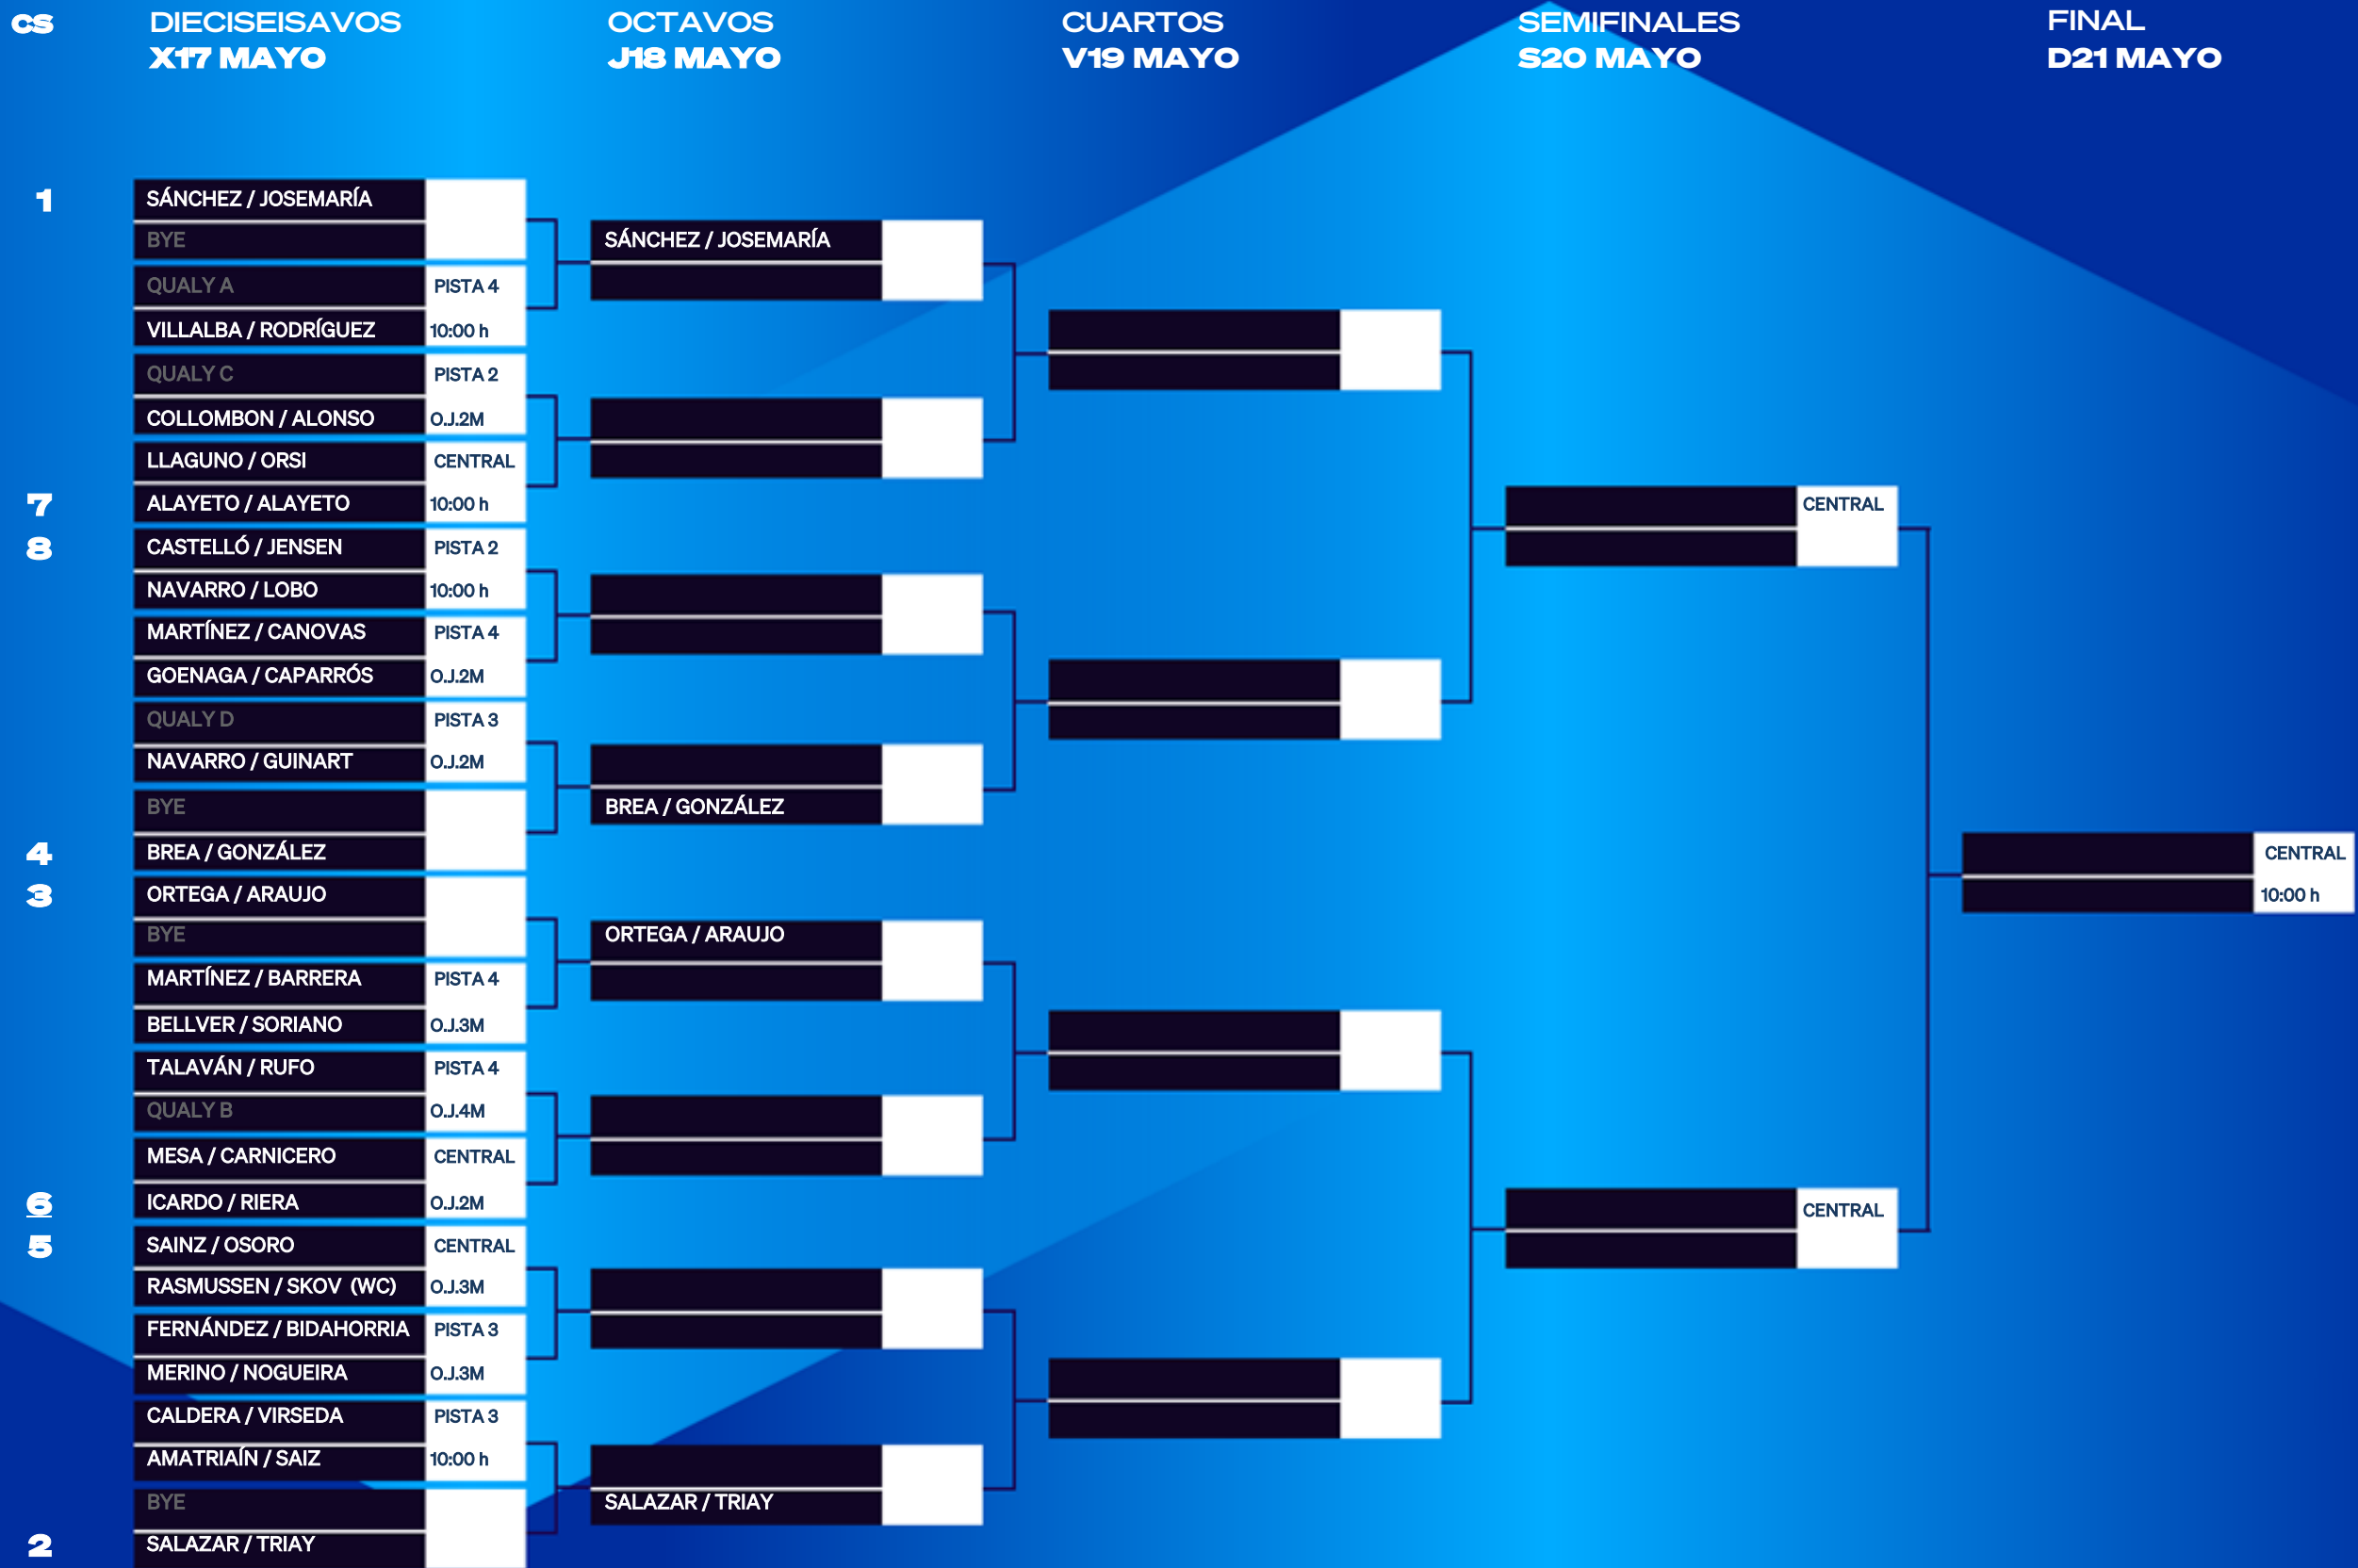 CS
DIECISEISAVOS
X17 MAYO
OCTAVOS
J18 MAYO
CUARTOS
V19 MAYO
SEMIFINALES
S20 MAYO
FINAL
D21 MAYO
1
SÁNCHEZ / JOSEMARÍA
BYE
QUALY A
PISTA 4
VILLALBA / RODRÍGUEZ
10:00 h
QUALY C
PISTA 2
COLLOMBON / ALONSO
O.J.2M
LLAGUNO / ORSI
CENTRAL
7
ALAYETO / ALAYETO
10:00 h
8
CASTELLÓ / JENSEN
PISTA 2
NAVARRO / LOBO
10:00 h
MARTÍNEZ / CANOVAS
PISTA 4
GOENAGA / CAPARRÓS
O.J.2M
QUALY D
PISTA 3
NAVARRO / GUINART
O.J.2M
BYE
4
BREA / GONZÁLEZ
3
ORTEGA / ARAUJO
BYE
MARTÍNEZ / BARRERA
PISTA 4
BELLVER / SORIANO
O.J.3M
TALAVÁN / RUFO
PISTA 4
QUALY B
O.J.4M
MESA / CARNICERO
CENTRAL
6
ICARDO / RIERA
O.J.2M
5
SAINZ / OSORO
CENTRAL
RASMUSSEN / SKOV (WC)
O.J.3M
FERNÁNDEZ / BIDAHORRIA
PISTA 3
MERINO / NOGUEIRA
O.J.3M
CALDERA / VIRSEDA
PISTA 3
AMATRIAÍN / SAIZ
10:00 h
BYE
2
SALAZAR / TRIAY
SÁNCHEZ / JOSEMARÍA
BREA / GONZÁLEZ
ORTEGA / ARAUJO
SALAZAR / TRIAY
CENTRAL
CENTRAL
CENTRAL
10:00 h